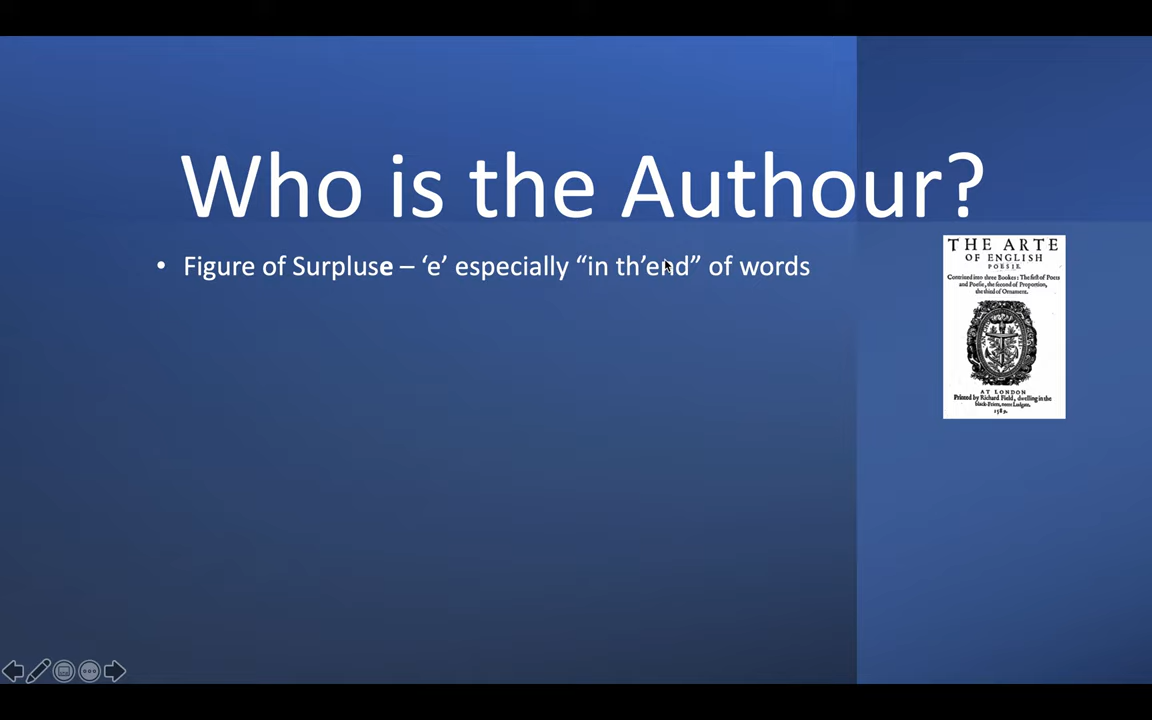 Who is the Authour?
• Figure of Surpluse – ‘e’ especially “in th’end” of words
THE ARTE
OF ENGLISH
POESIE.
Contriued into three Bookes: The first of Poets
and Poesie, the second of Proportion,
the third of Ornament.
AT LONDON
Printed by Richard Field, dwelling in the
black-Friers, neere Ludgate.
1589.